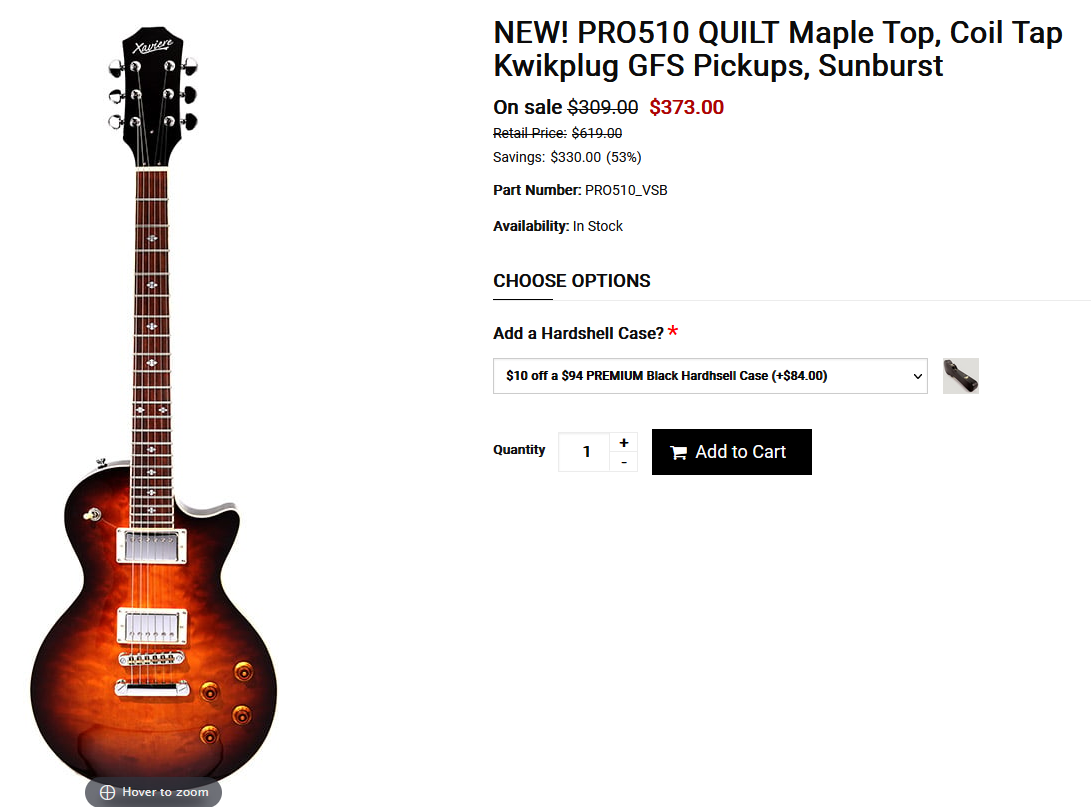 Xaviere
NEW! PRO510 QUILT Maple Top, Coil Tap
Kwikplug GFS Pickups, Sunburst
On sale $309.00 $373.00
Retail Price: $619.00
Savings: $330.00 (53%)
Part Number: PRO510_VSB
Availability: In Stock
CHOOSE OPTIONS
Add a Hardshell Case? *
$10 off a $94 PREMIUM Black Hardhsell Case (+$84.00)
Quantity 1 + -
Add to Cart
Hover to zoom